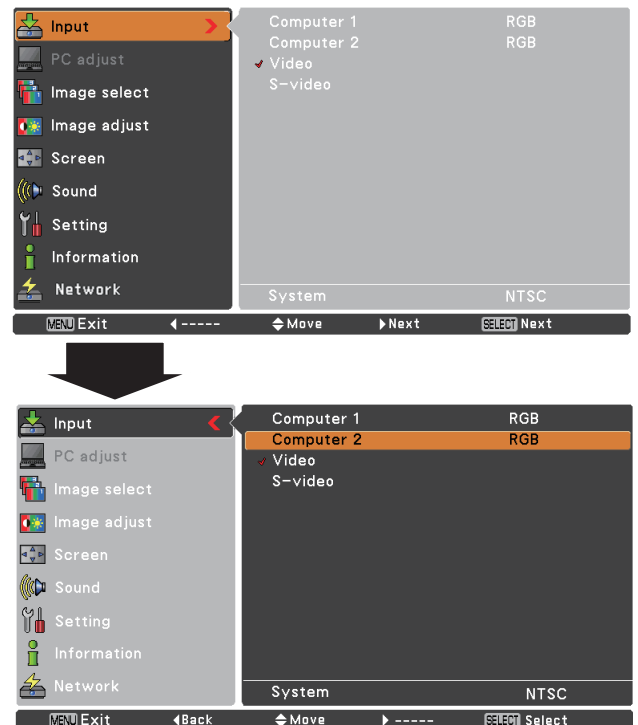 Input
PC adjust
Image select
Image adjust
Screen
Sound
Setting
Information
Network
Computer 1 RGB
Computer 2 RGB
Video
S-video
System NTSC
MENU Exit ----- Move Next SELECT Next
Input
PC adjust
Image select
Image adjust
Screen
Sound
Setting
Information
Network
Computer 1 RGB
Computer 2 RGB
Video
S-video
System NTSC
MENU Exit Back Move ----- SELECT Select